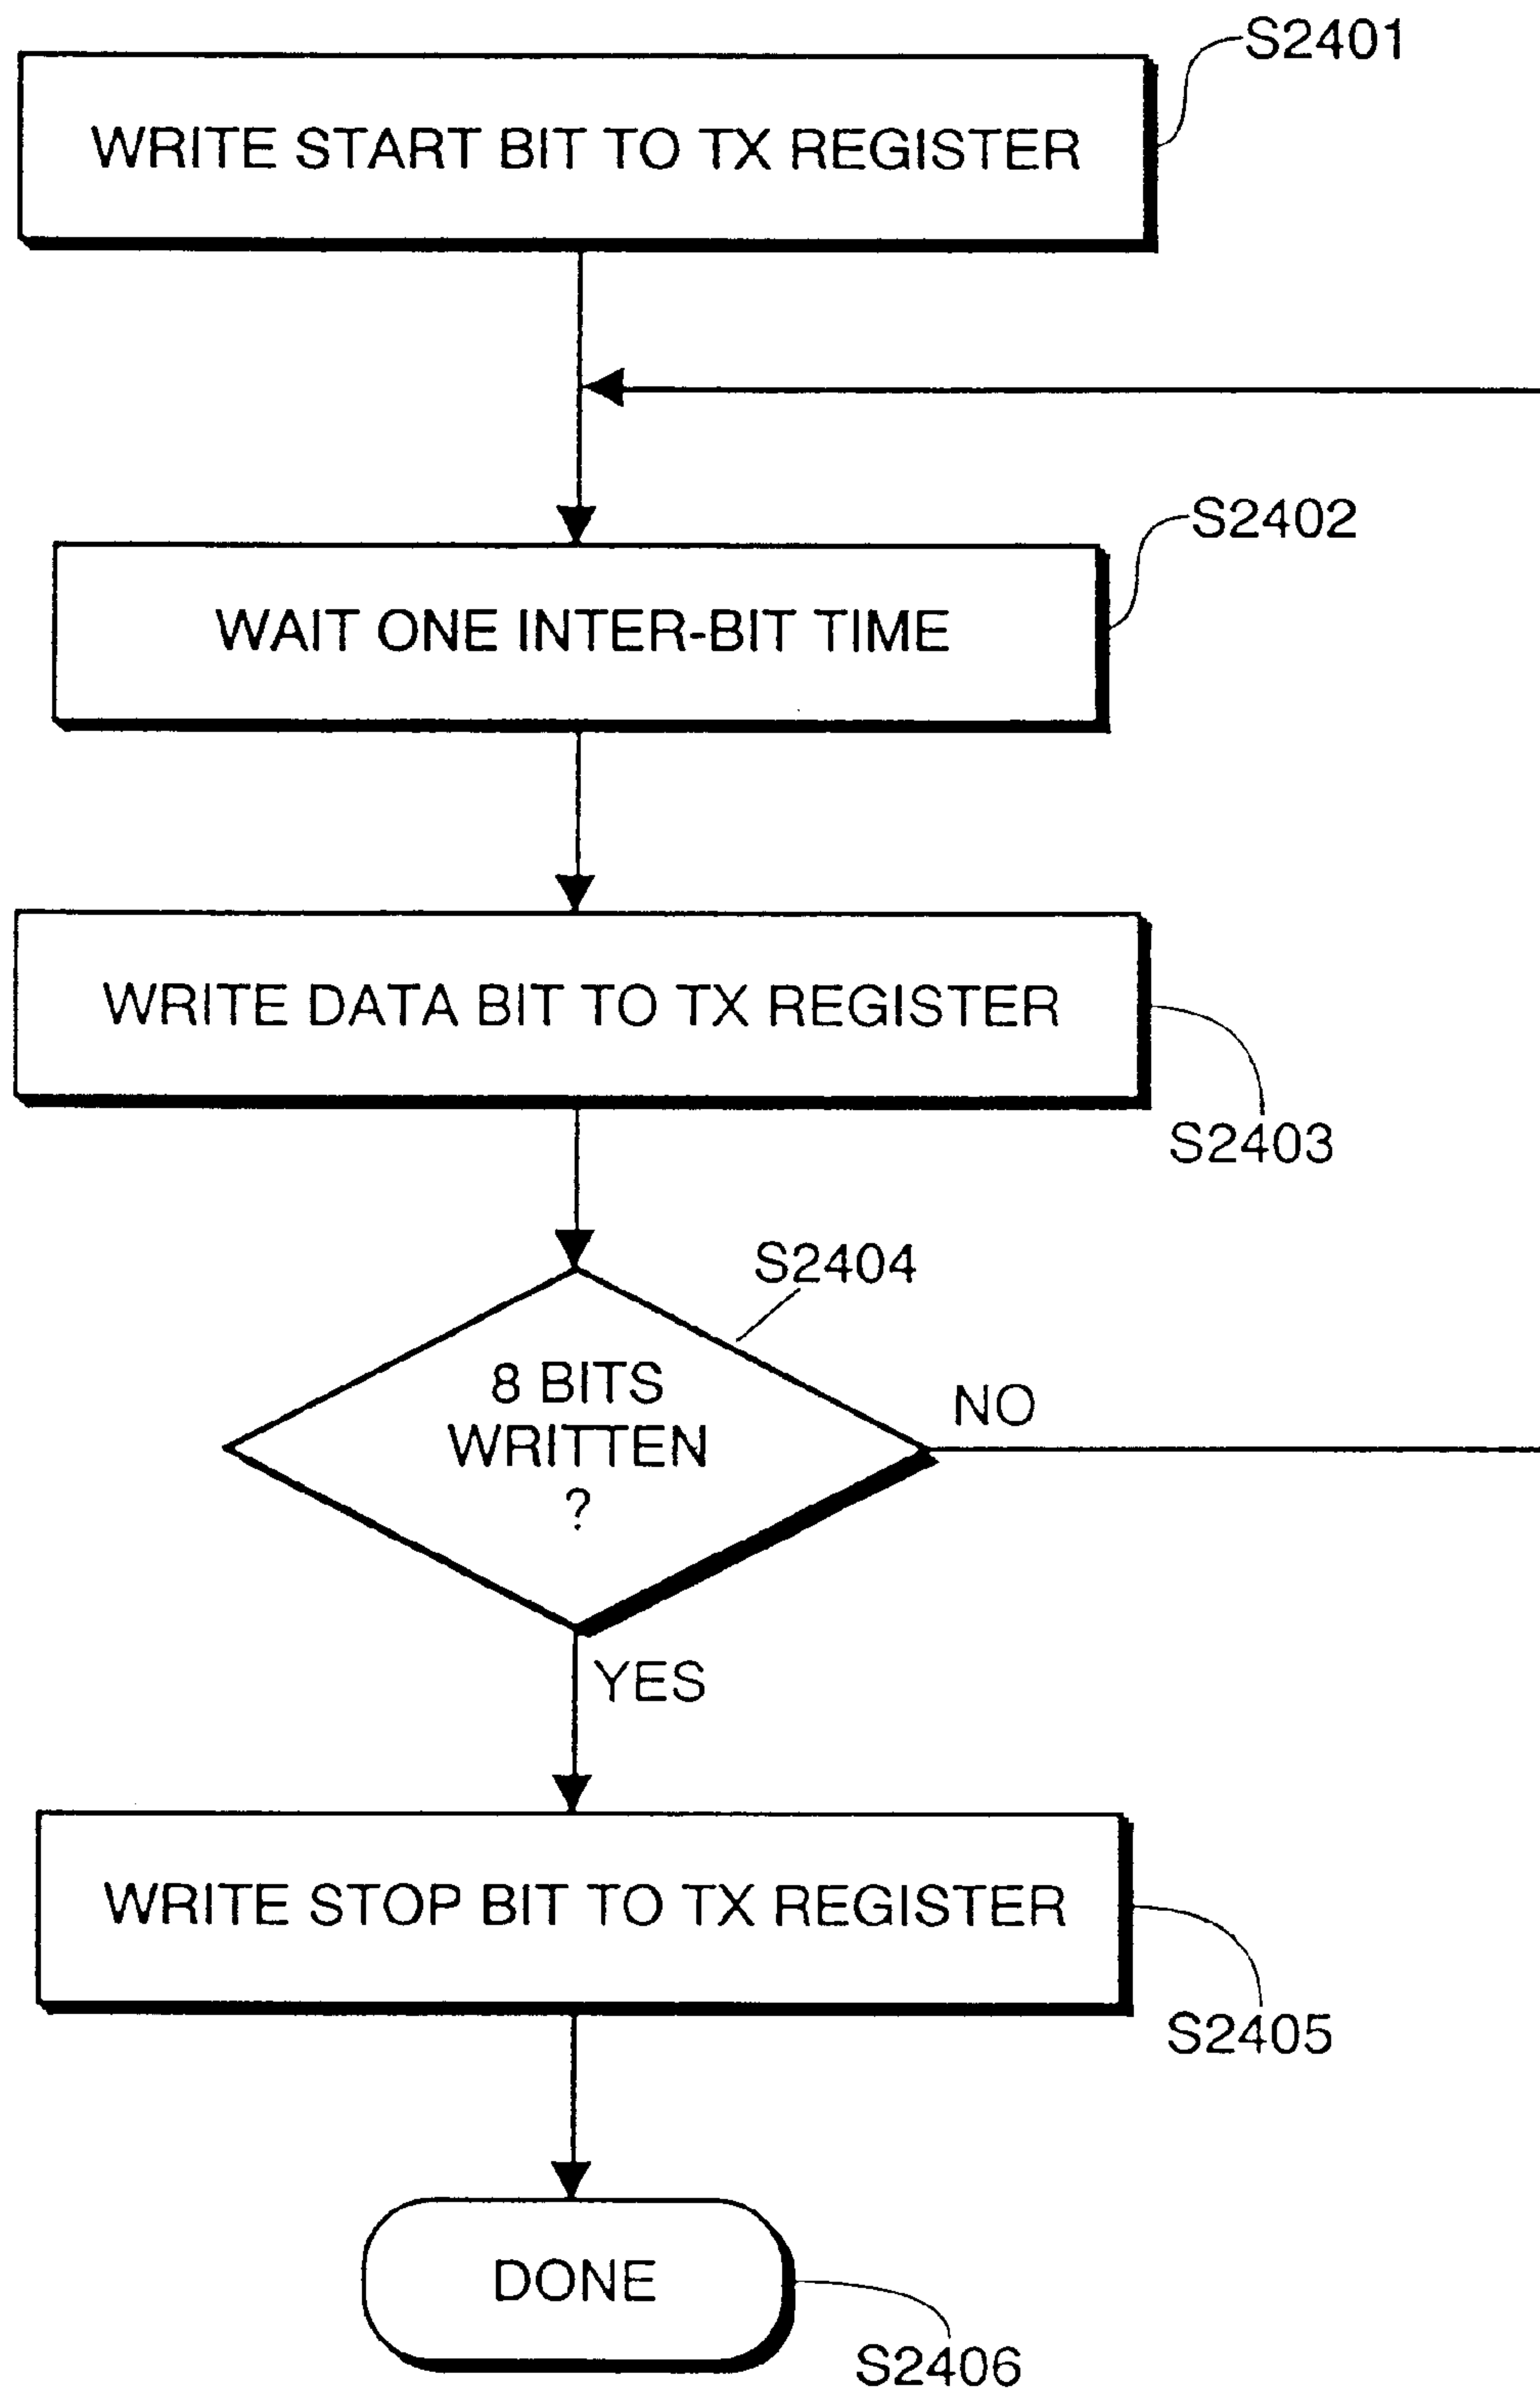 S2401
WRITE START BIT TO TX REGISTER
S2402
WAIT ONE INTER-BIT TIME
WRITE DATA BIT TO TX REGISTER
S2403
S2404
8 BITS
WRITTEN
?
NO
YES
WRITE STOP BIT TO TX REGISTER
S2405
DONE
S2406